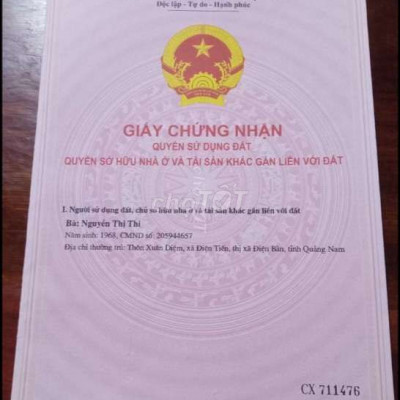 Độc lập - Tự do - Hạnh phúc
GIẤY CHỨNG NHẬN
QUYỀN SỬ DỤNG ĐẤT
QUYỀN SỞ HỮU NHÀ Ở VÀ TÀI SẢN KHÁC GẮN LIỀN VỚI ĐẤT
chợTỐT
I. Người sử dụng đất, chủ sở hữu nhà ở và tài sản khác gắn liền với đất
Bà: Nguyễn Thị Thi
Năm sinh: 1968, CMND số: 205944657
Địa chỉ thường trú: Thôn Xuân Diệm, xã Điện Tiến, thị xã Điện Bàn, tỉnh Quảng Nam
CX 711476